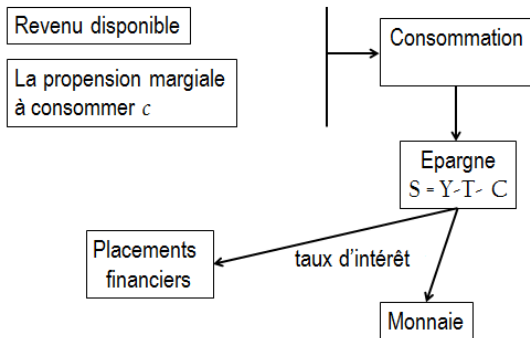 Revenu disponible
Consommation
La propension margiale
à consommer c
Epargne
S = Y-T- C
Placements
financiers
taux d'intérêt
Monnaie